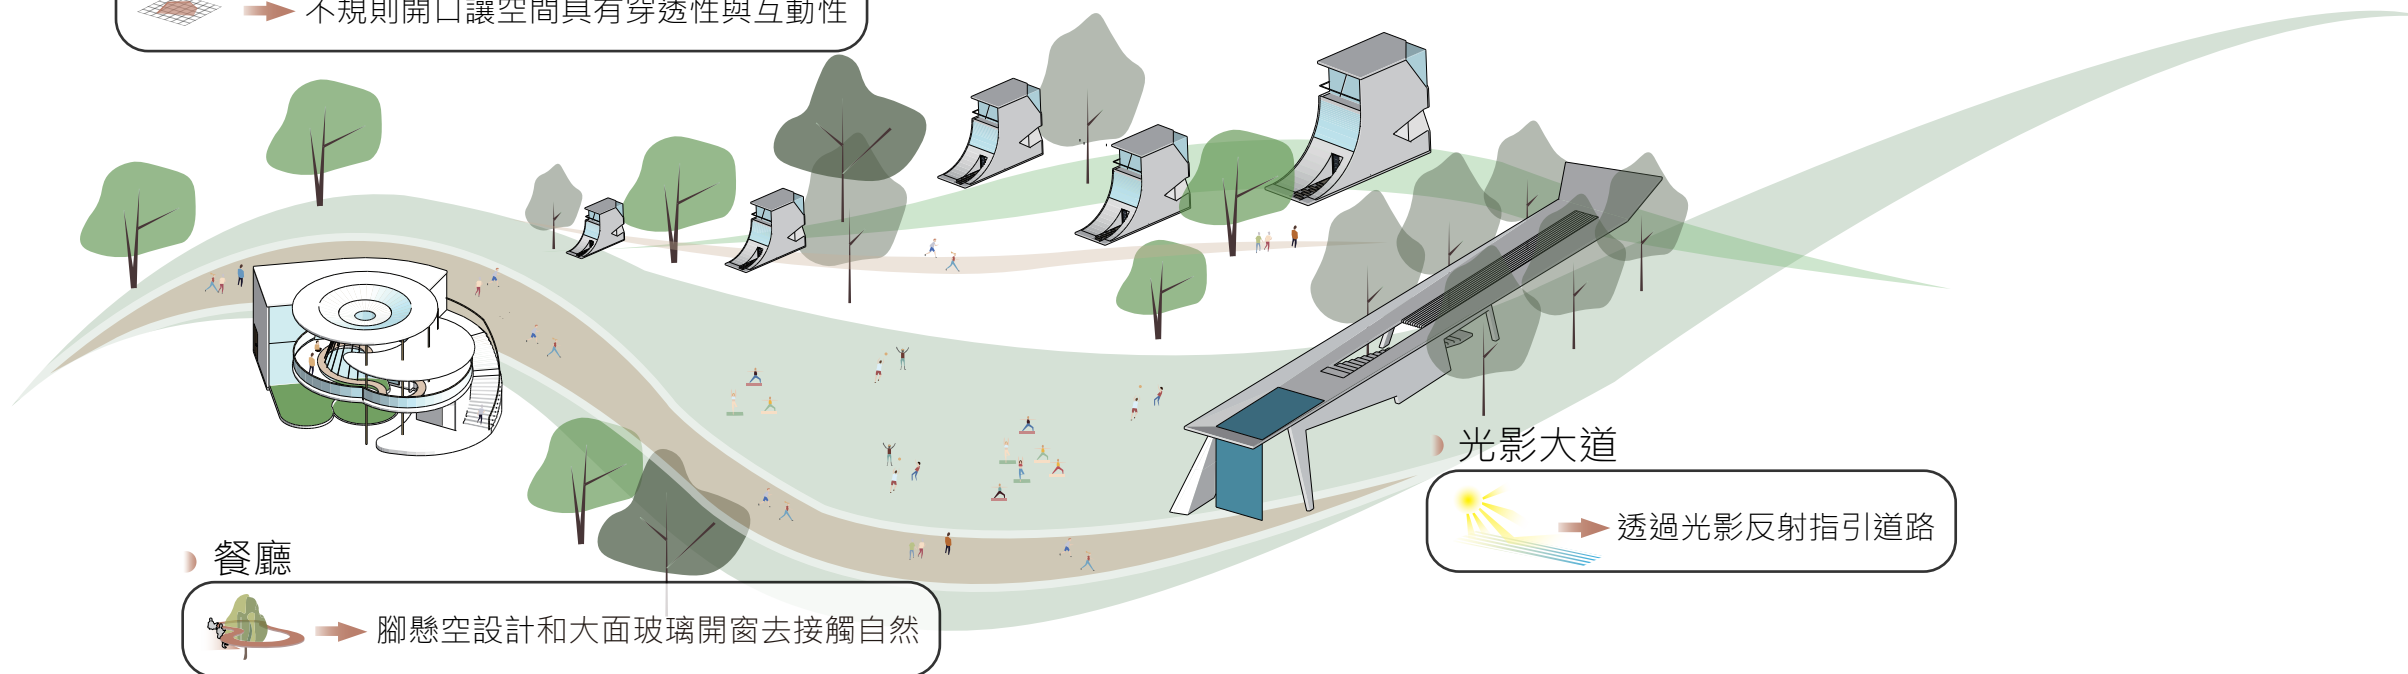 不規則開口讓空間具有穿透性與互動性
光影大道
透過光影反射指引道路
餐廳
腳懸空設計和大面玻璃開窗去接觸自然